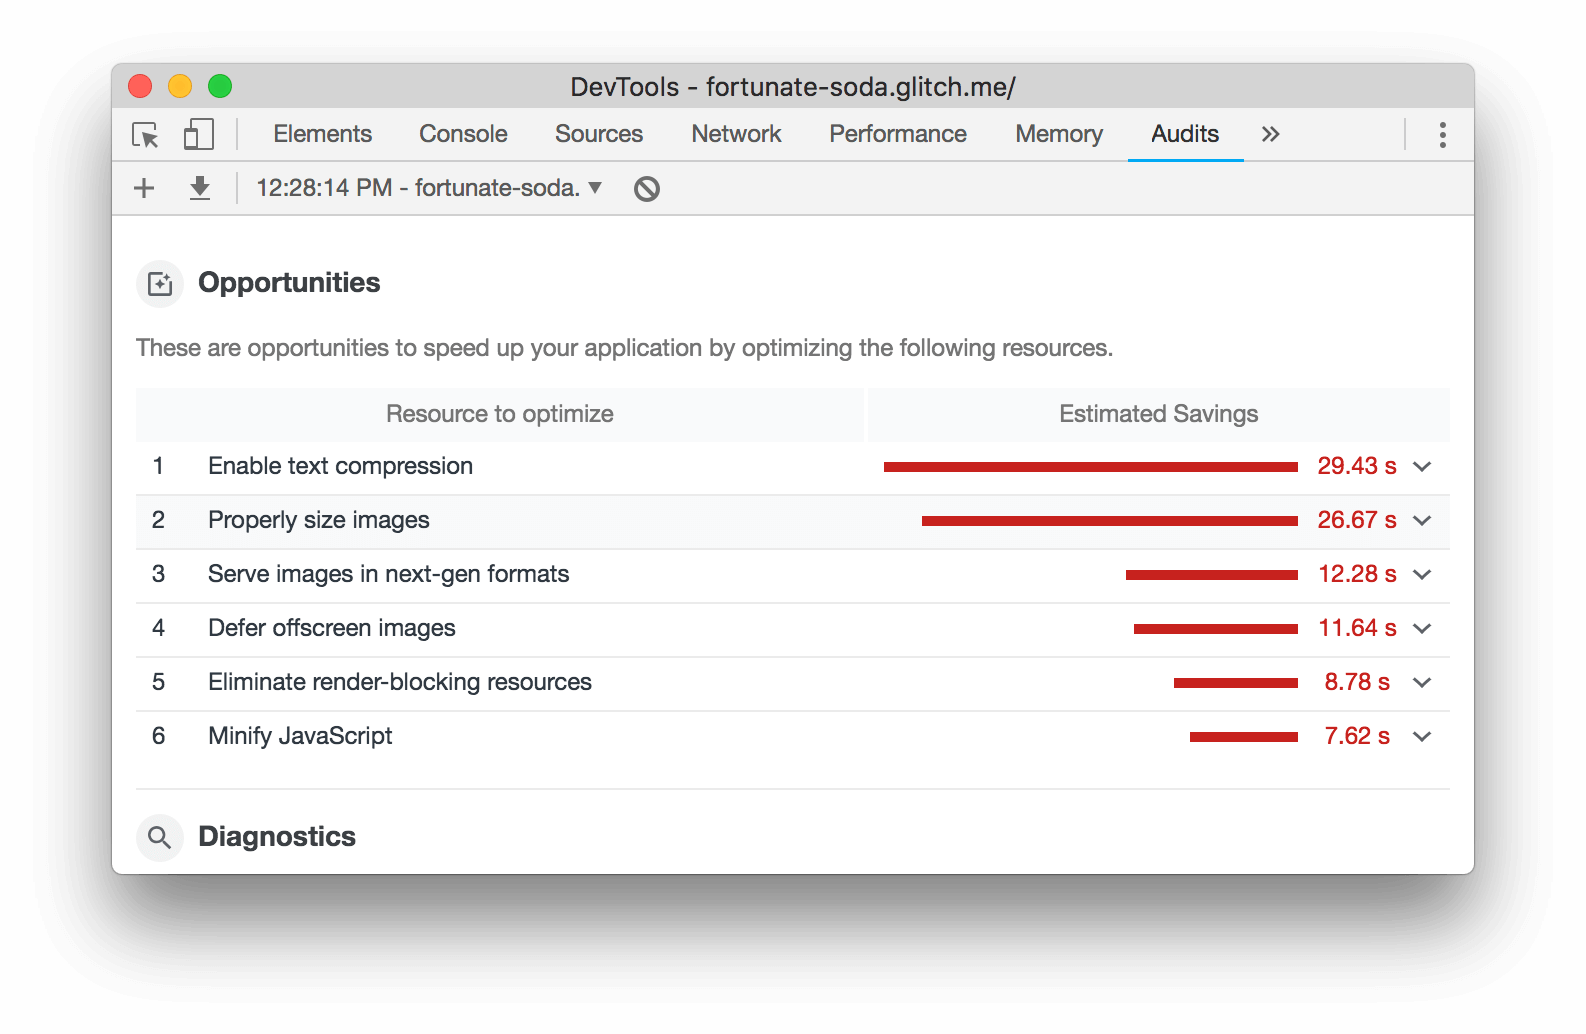 DevTools - fortunate-soda.glitch.me/
Elements Console Sources Network Performance Memory Audits »
12:28:14 PM - fortunate-soda. ▼
Opportunities
These are opportunities to speed up your application by optimizing the following resources.
Resource to optimize Estimated Savings
1 Enable text compression 29.43 s
2 Properly size images 26.67 s
3 Serve images in next-gen formats 12.28 s
4 Defer offscreen images 11.64 s
5 Eliminate render-blocking resources 8.78 s
6 Minify JavaScript 7.62 s
Diagnostics